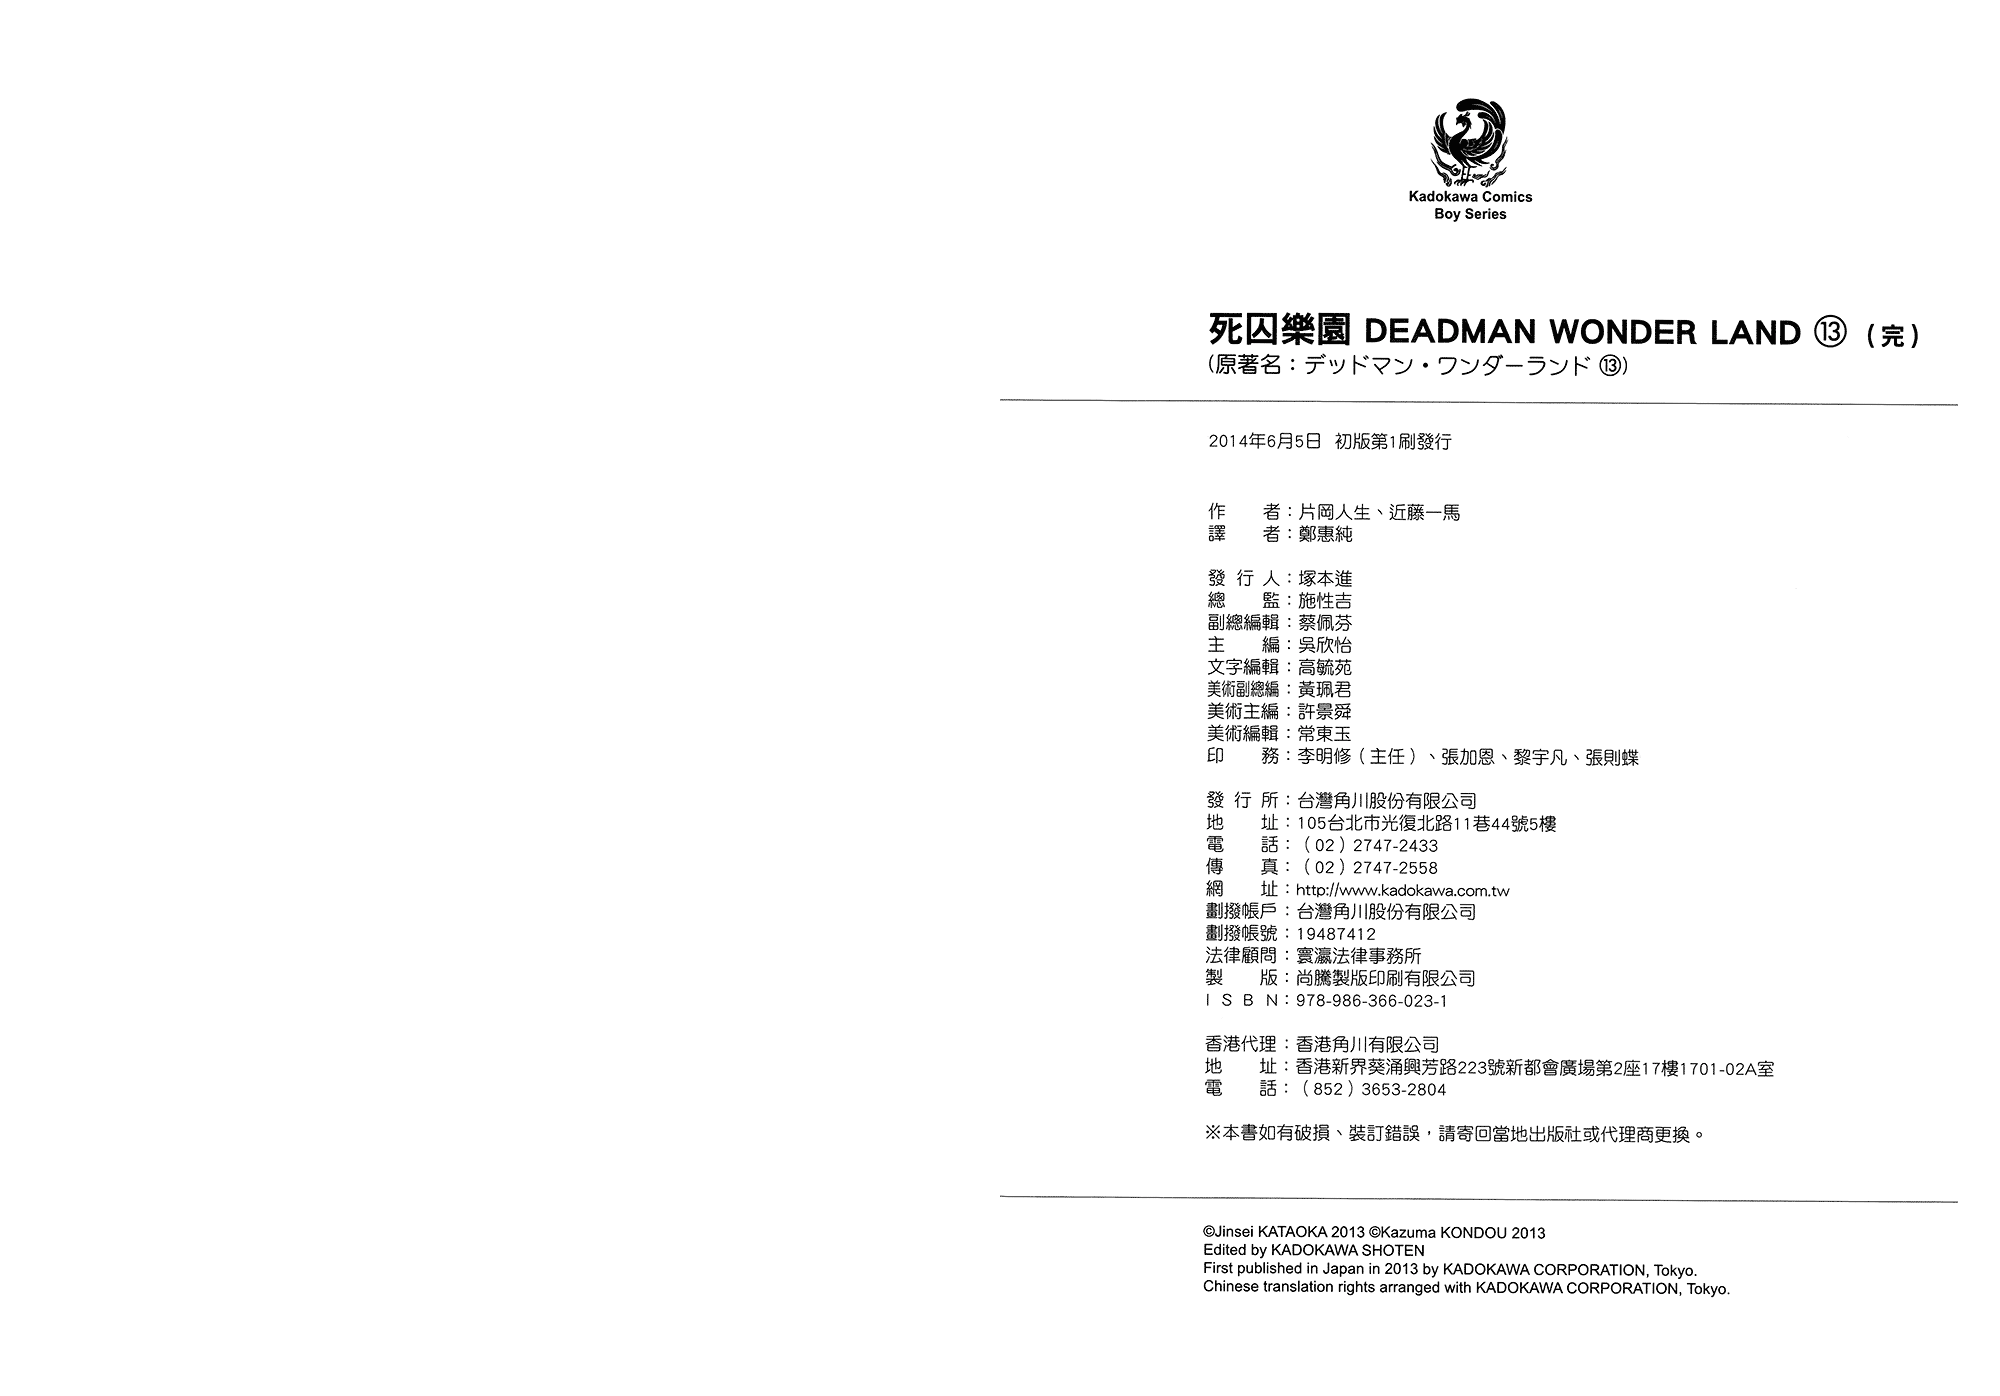 Kadokawa Comics
Boy Series
死囚樂園 DEADMAN WONDER LAND ⑬ (完)
(原著名：デッドマン・ワンダーランド ⑬)
2014年6月5日 初版第1刷發行
作 者：片岡人生、近藤一馬
譯 者：鄭惠純
發 行 人：塚本進
總 監：施性吉
副總編輯：蔡佩芬
主 編：吳欣怡
文字編輯：高毓苑
美術副總編：黃珮君
美術主編：許景舜
美術編輯：常東玉
印 務：李明修（主任）、張加恩、黎宇凡、張則蝶
發 行 所：台灣角川股份有限公司
地 址：105台北市光復北路11巷44號5樓
電 話：（02）2747-2433
傳 真：（02）2747-2558
網 址：http://www.kadokawa.com.tw
劃撥帳戶：台灣角川股份有限公司
劃撥帳號：19487412
法律顧問：寰瀛法律事務所
製 版：尚騰製版印刷有限公司
I S B N：978-986-366-023-1
香港代理：香港角川有限公司
地 址：香港新界葵涌興芳路223號新都會廣場第2座17樓1701-02A室
電 話：（852）3653-2804
※本書如有破損、裝訂錯誤，請寄回當地出版社或代理商更換。
©Jinsei KATAOKA 2013 ©Kazuma KONDOU 2013
Edited by KADOKAWA SHOTEN
First published in Japan in 2013 by KADOKAWA CORPORATION, Tokyo.
Chinese translation rights arranged with KADOKAWA CORPORATION, Tokyo.